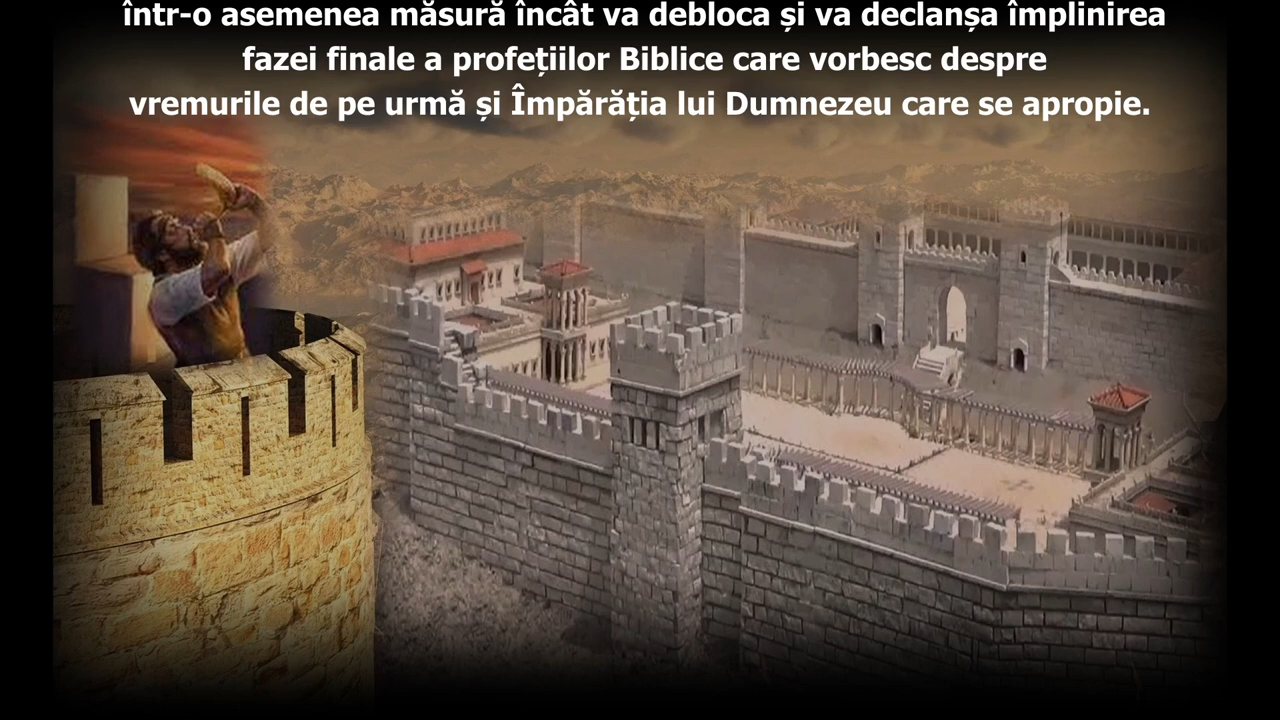 într-o asemenea măsură încât va debloca și va declanșa împlinirea
fazei finale a profețiilor Biblice care vorbesc despre
vremurile de pe urmă și Împărăția lui Dumnezeu care se apropie.